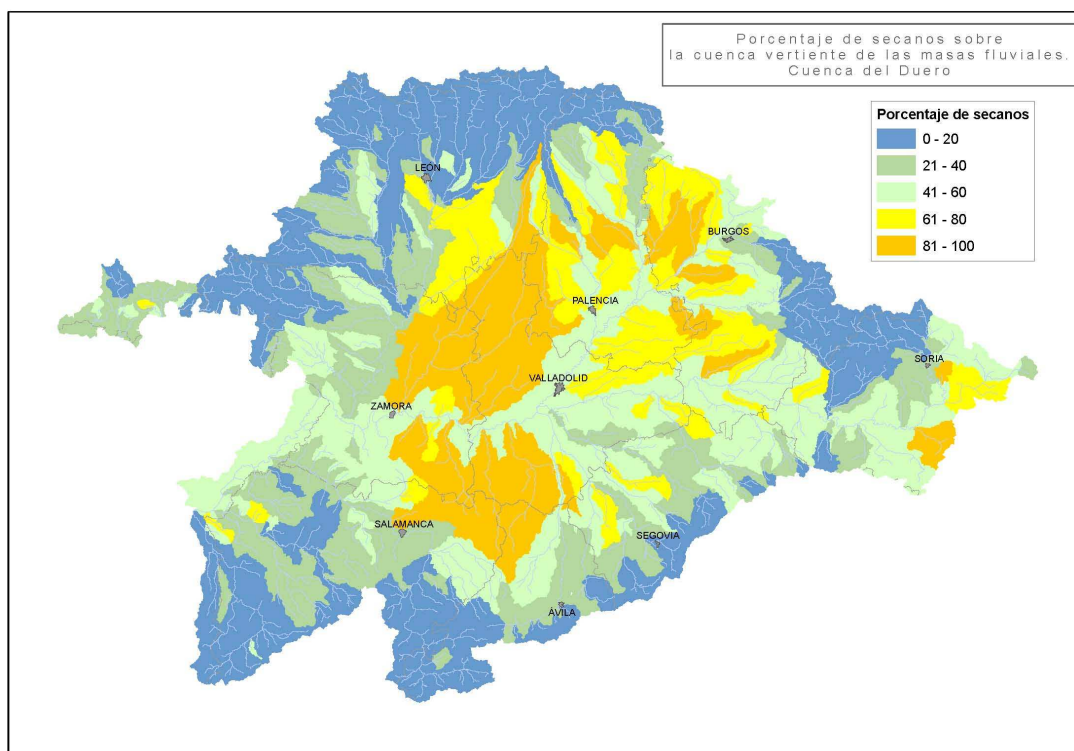 Porcentaje de secanos sobre
la cuenca vertiente de las masas fluviales.
Cuenca del Duero
Porcentaje de secanos
0 - 20
21 - 40
41 - 60
61 - 80
81 - 100
LEÓN
BURGOS
PALENCIA
SORIA
VALLADOLID
ZAMORA
SALAMANCA
SEGOVIA
ÁVILA